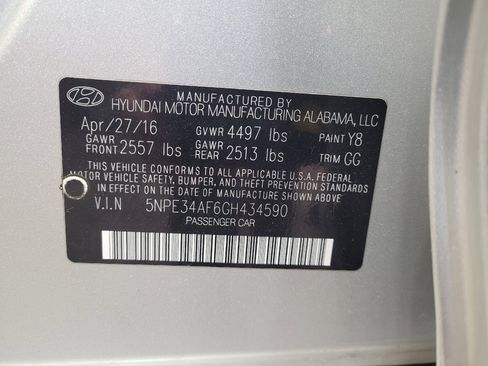 MANUFACTURED BY
HYUNDAI MOTOR MANUFACTURING ALABAMA, LLC
Apr/27/16 GVWR 4497 lbs PAINT Y8
GAWR FRONT 2557 lbs GAWR REAR 2513 lbs TRIM GG
THIS VEHICLE CONFORMS TO ALL APPLICABLE U.S.A. FEDERAL
MOTOR VEHICLE SAFETY, BUMPER, AND THEFT PREVENTION
STANDARDS IN EFFECT ON THE DATE OF MANUFACTURE SHOWN ABOVE
V.I.N 5NPE34AF6GH434590
PASSENGER CAR